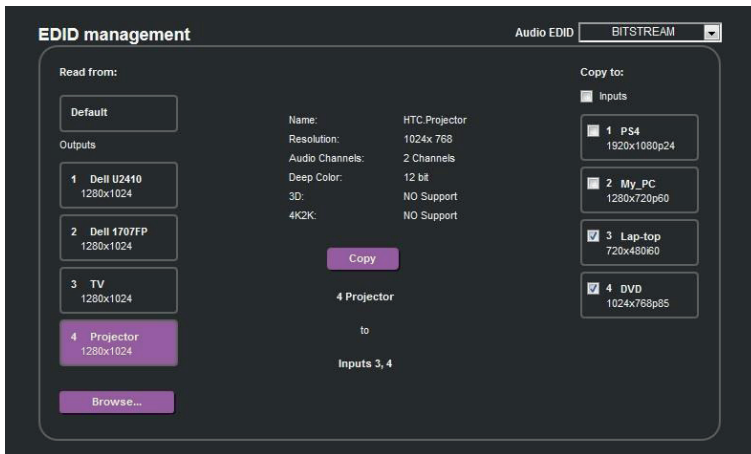 EDID management
Audio EDID BITSTREAM
Read from:
Default
Outputs
1 Dell U2410
1280x1024
2 Dell 1707FP
1280x1024
3 TV
1280x1024
4 Projector
1280x1024
Browse...
Name: HTC.Projector
Resolution: 1024x 768
Audio Channels: 2 Channels
Deep Color: 12 bit
3D: NO Support
4K2K: NO Support
Copy
4 Projector
to
Inputs 3, 4
Copy to:
Inputs
1 PS4
1920x1080p24
2 My_PC
1280x720p60
3 Lap-top
720x480i60
4 DVD
1024x768p85